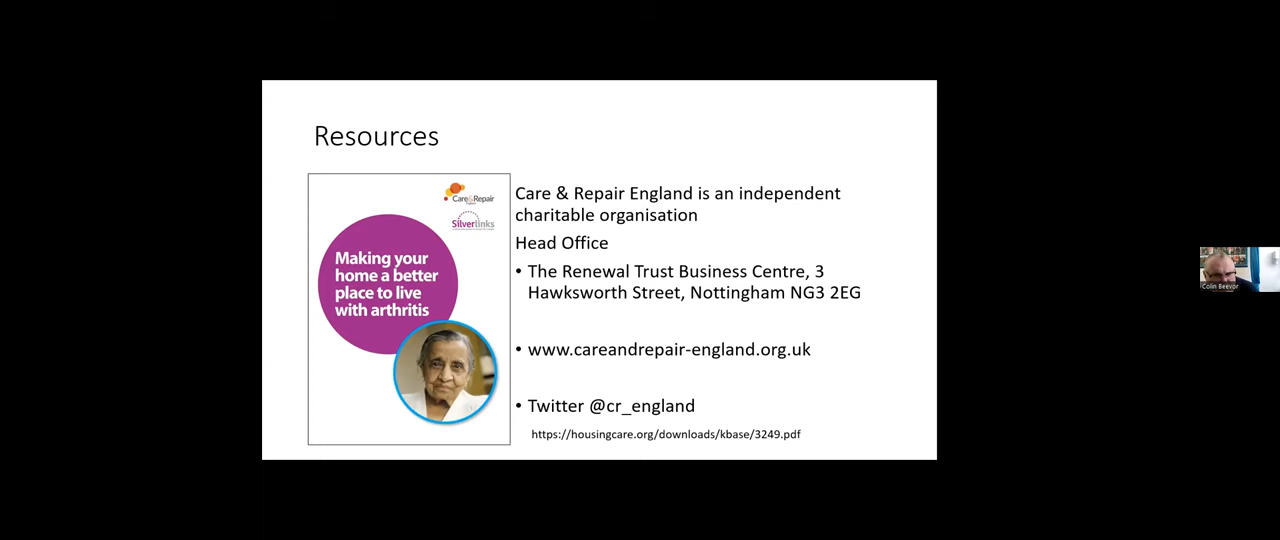 Resources
Care&Repair
England
Silverlinks
Making your
home a better
place to live
with arthritis
Care & Repair England is an independent
charitable organisation
Head Office
• The Renewal Trust Business Centre, 3
Hawksworth Street, Nottingham NG3 2EG
• www.careandrepair-england.org.uk
• Twitter @cr_england
https://housingcare.org/downloads/kbase/3249.pdf
Colin Beevor